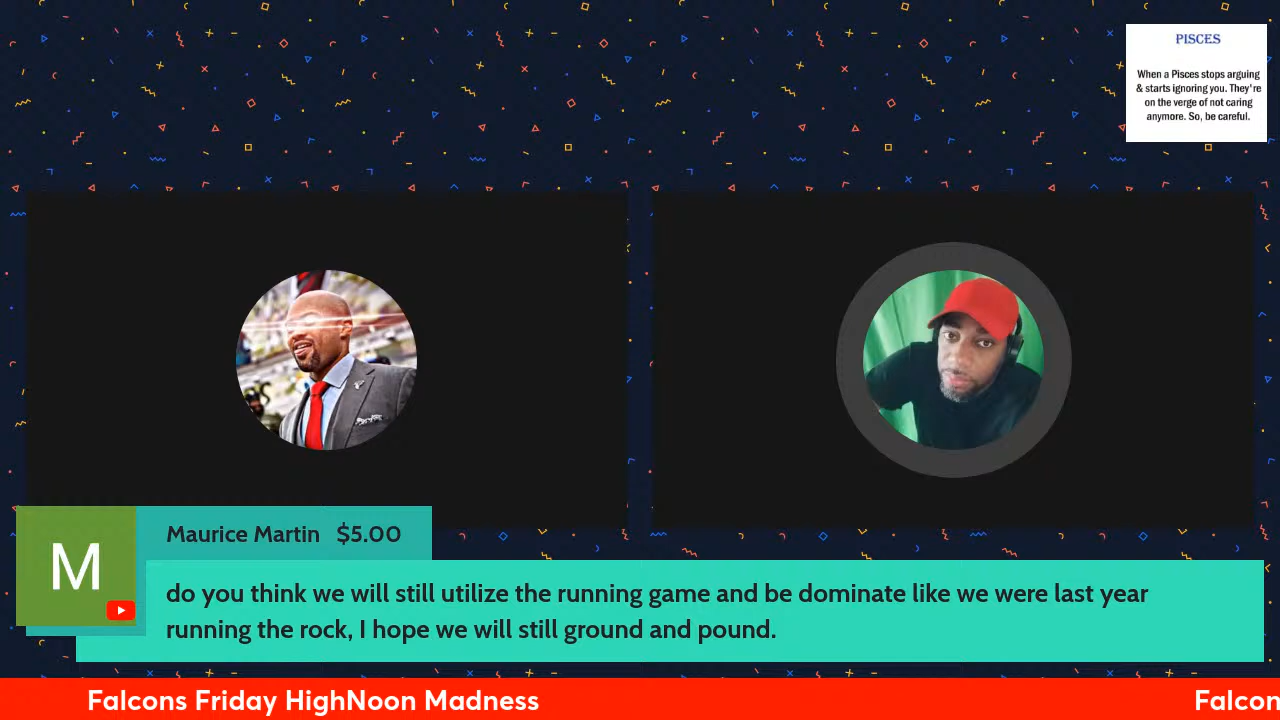 PISCES
When a Pisces stops arguing
& starts ignoring you. They're
on the verge of not caring
anymore. So, be careful.
M
Maurice Martin $5.00
do you think we will still utilize the running game and be dominate like we were last year
running the rock, I hope we will still ground and pound.
Falcons Friday HighNoon Madness Falcon